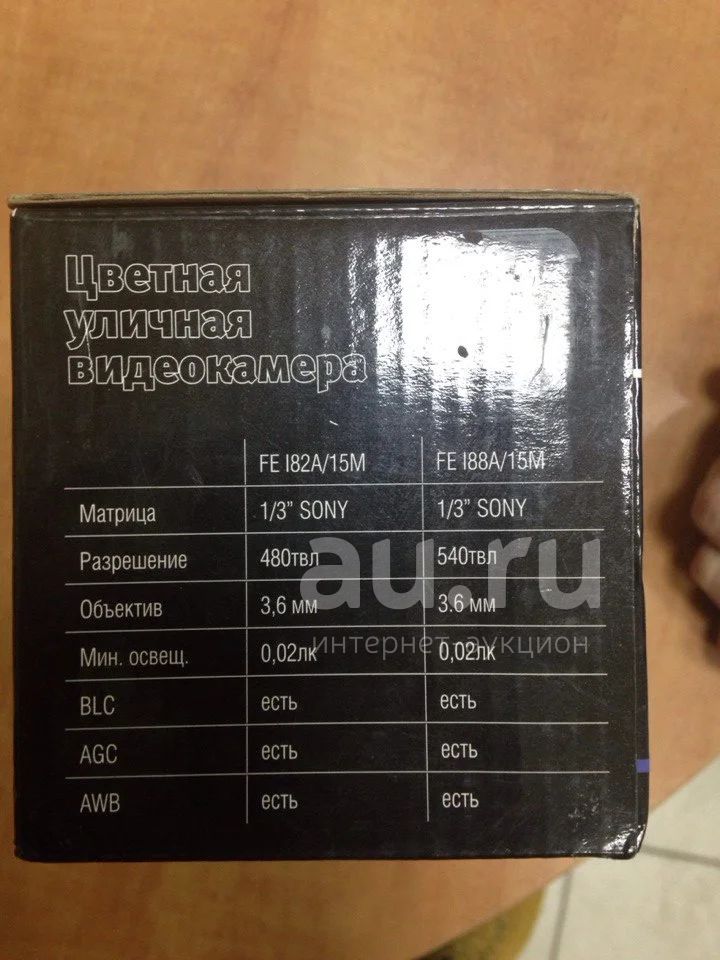 Цветная
уличная
видеокамера
FE I82A/15M FE I88A/15M
Матрица 1/3” SONY 1/3” SONY
Разрешение 480твл 540твл
Объектив 3,6 мм 3.6 мм
Мин. освещ. 0,02лк 0,02лк
BLC есть есть
AGC есть есть
AWB есть есть
au.ru
интернет-аукцион